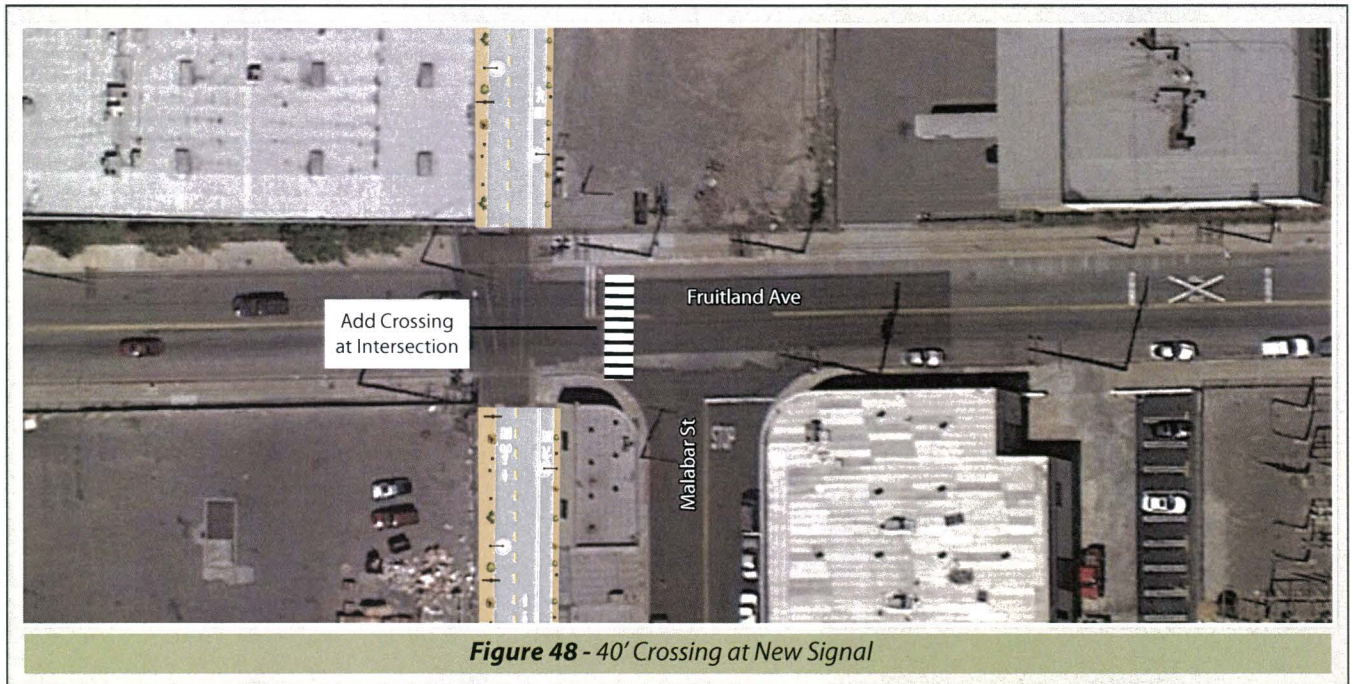 Fruitland Ave
Add Crossing
at Intersection
Malabar St
Figure 48 - 40' Crossing at New Signal